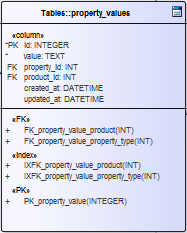 Tables::property_values
«column»
*PK id: INTEGER
* value: TEXT
FK property_id: INT
FK product_id: INT
created_at: DATETIME
updated_at: DATETIME
«FK»
+ FK_property_value_product(INT)
+ FK_property_value_property_type(INT)
«index»
+ IXFK_property_value_product(INT)
+ IXFK_property_value_property_type(INT)
«PK»
+ PK_property_value(INTEGER)